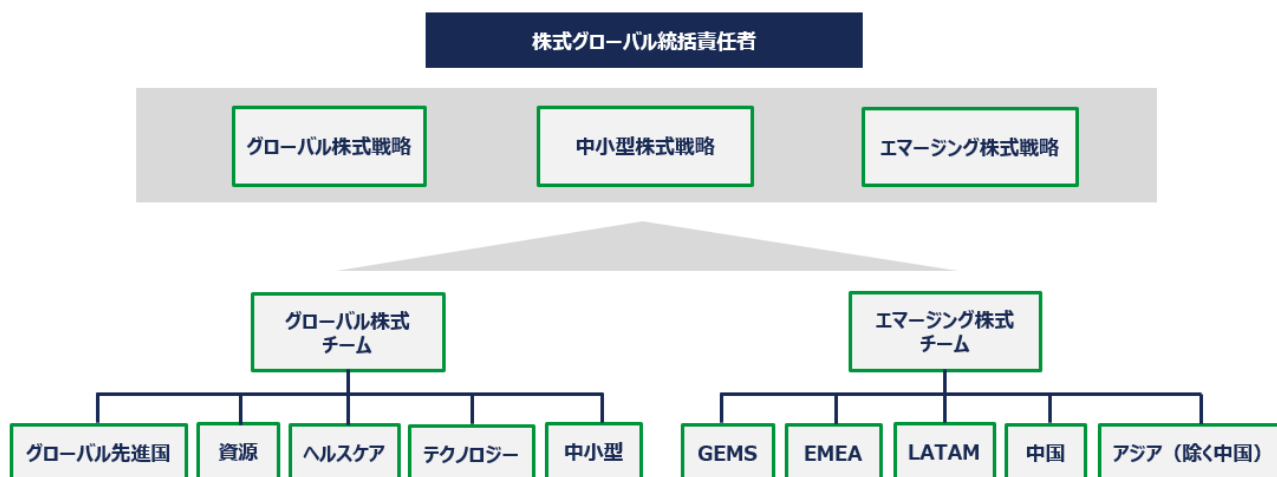 株式グローバル統括責任者
グローバル株式戦略
中小型株式戦略
エマージング株式戦略
グローバル株式
チーム
エマージング株式
チーム
グローバル先進国
資源
ヘルスケア
テクノロジー
中小型
GEMS
EMEA
LATAM
中国
アジア（除く中国）